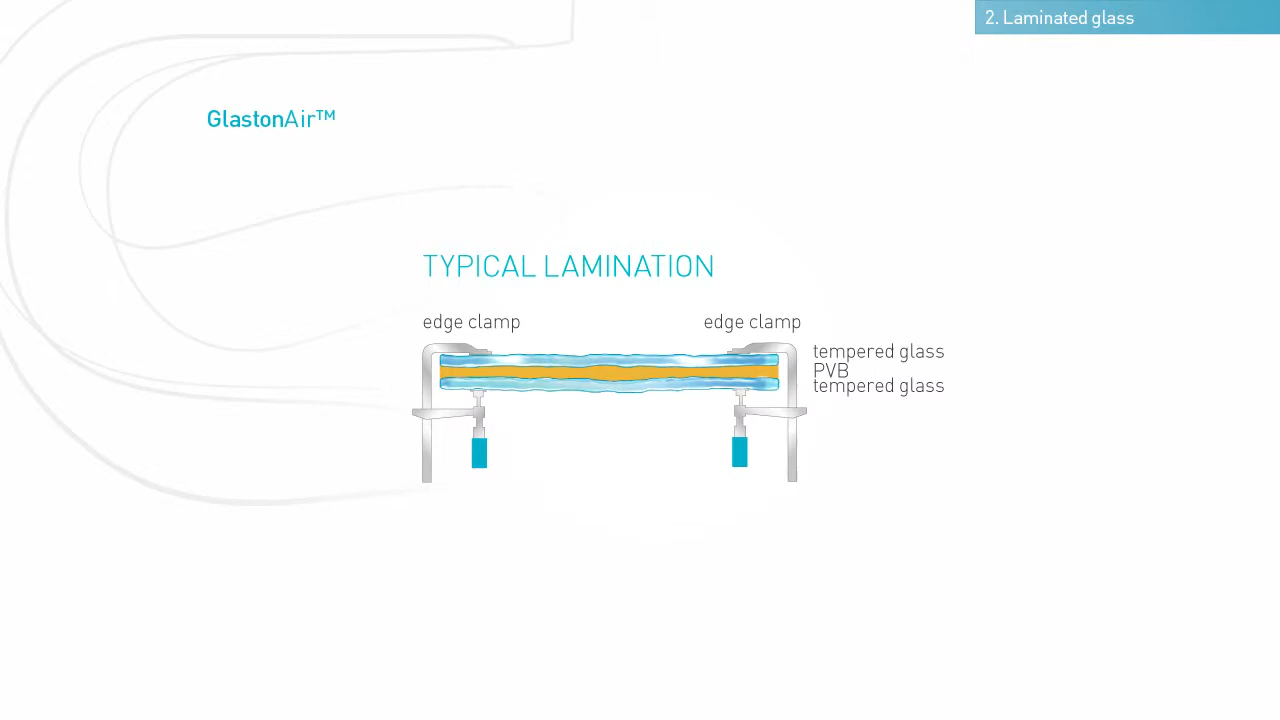 2. Laminated glass
GlastonAir™
TYPICAL LAMINATION
edge clamp
edge clamp
tempered glass
PVB
tempered glass